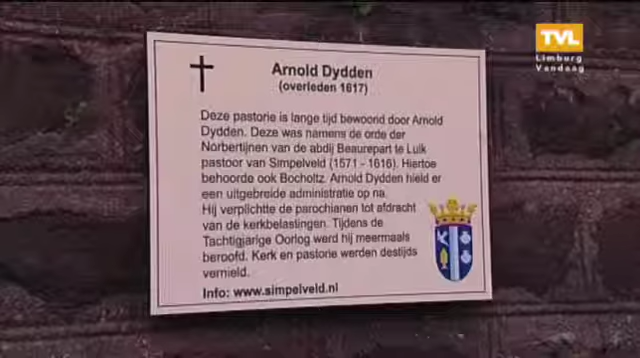 TVL
Limburg
Vandaag
Arnold Dydden
(overleden 1617)
Deze pastorie is lange tijd bewoond door Arnold
Dydden. Deze was namens de orde der
Norbertijnen van de abdij Beaurepart te Luik
pastoor van Simpelveld (1571 - 1616). Hiertoe
behoorde ook Bocholtz. Arnold Dydden hield er
een uitgebreide administratie op na.
Hij verplichtte de parochianen tot afdracht
van de kerkbelastingen. Tijdens de
Tachtigjarige Oorlog werd hij meermaals
beroofd. Kerk en pastorie werden destijds
vernield.
Info: www.simpelveld.nl